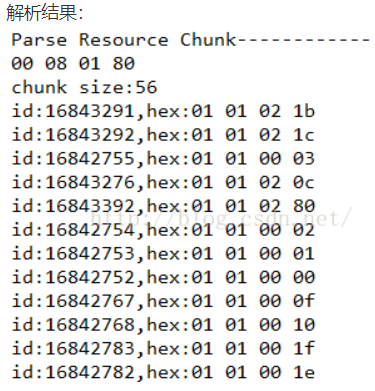 解析结果：
Parse Resource Chunk------------
00 08 01 80
chunk size:56
id:16843291,hex:01 01 02 1b
id:16843292,hex:01 01 02 1c
id:16842755,hex:01 01 00 03
id:16843276,hex:01 01 02 0c
id:16843392,hex:01 01 02 80
http://blog.csdn.net/
id:16842754,hex:01 01 00 02
id:16842753,hex:01 01 00 01
id:16842752,hex:01 01 00 00
id:16842767,hex:01 01 00 0f
id:16842768,hex:01 01 00 10
id:16842783,hex:01 01 00 1f
id:16842782,hex:01 01 00 1e